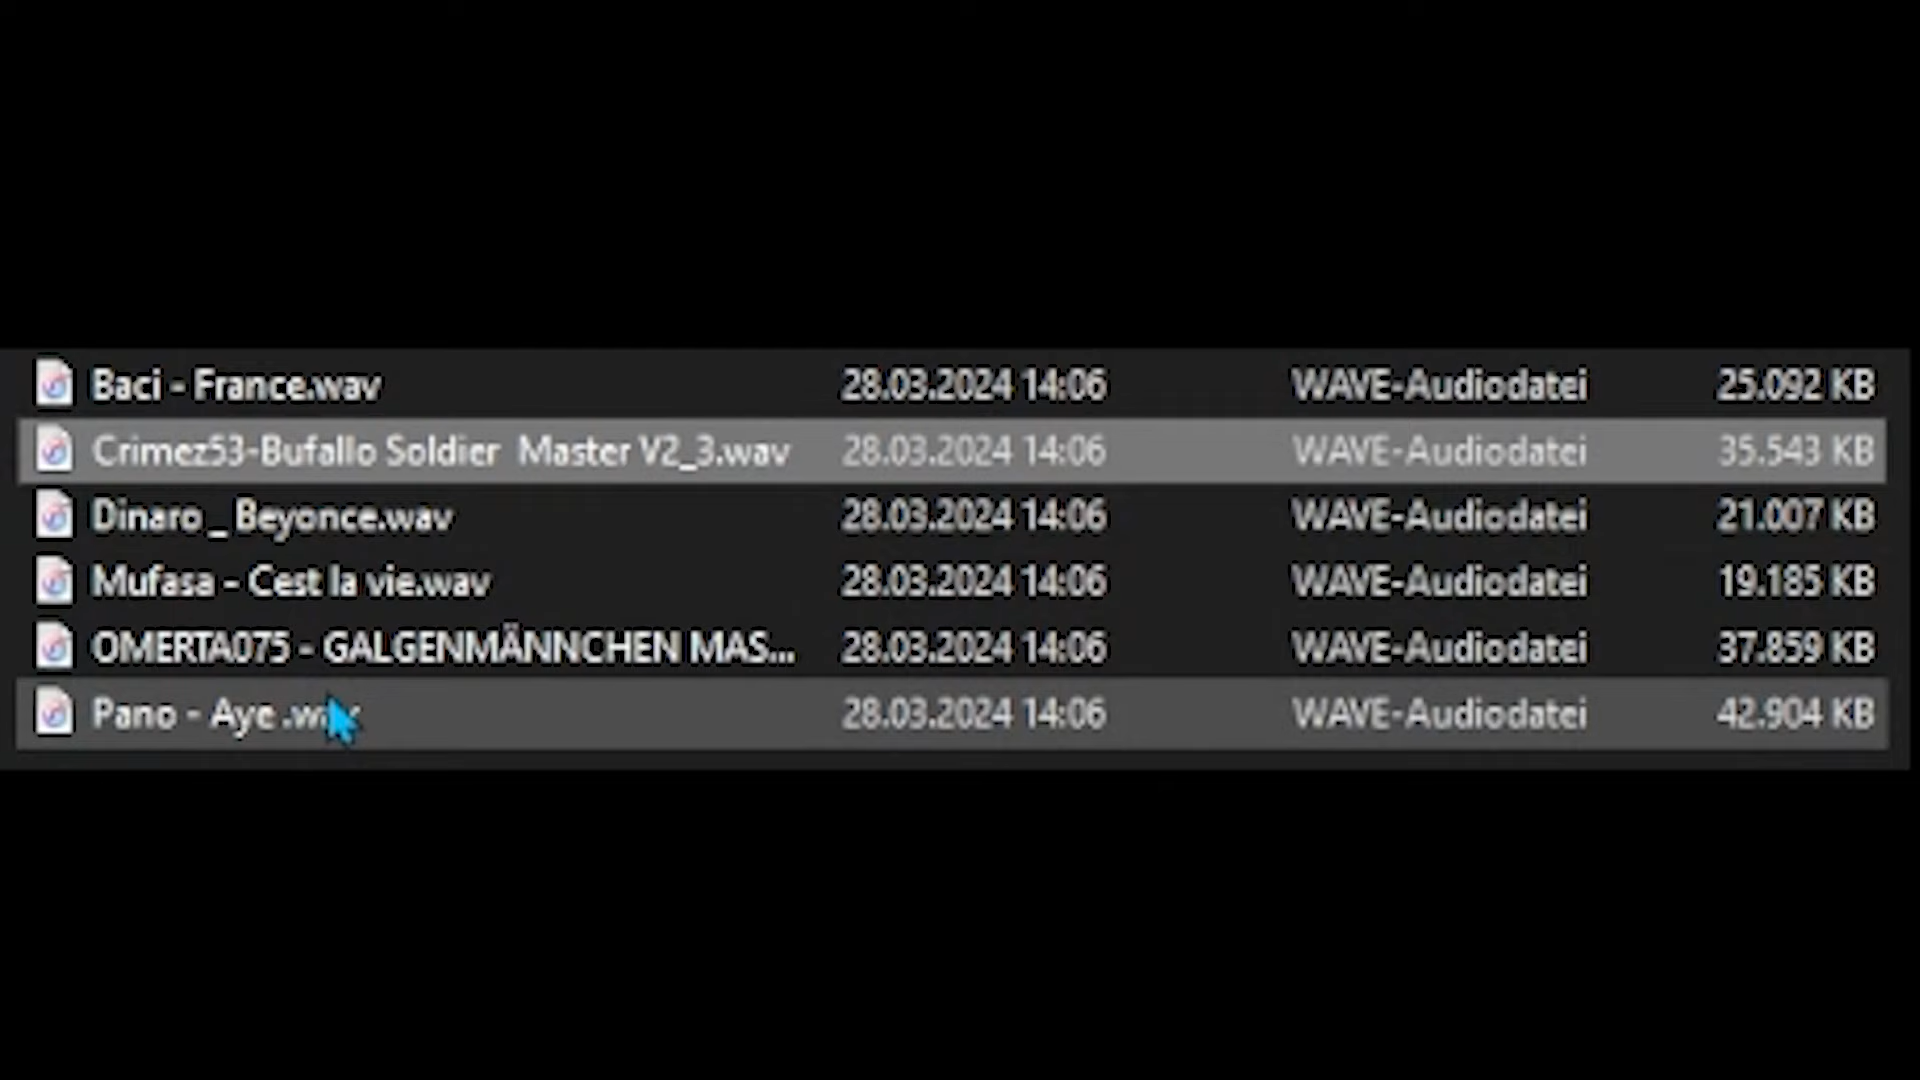 Baci - France.wav 28.03.2024 14:06 WAVE-Audiodatei 25.092 KB
Crimez53-Bufallo Soldier  Master V2_3.wav 28.03.2024 14:06 WAVE-Audiodatei 35.543 KB
Dinaro _ Beyonce.wav 28.03.2024 14:06 WAVE-Audiodatei 21.007 KB
Mufasa - Cest la vie.wav 28.03.2024 14:06 WAVE-Audiodatei 19.185 KB
OMERTA075 - GALGENMÄNNCHEN MAS... 28.03.2024 14:06 WAVE-Audiodatei 37.859 KB
Pano - Aye .wav 28.03.2024 14:06 WAVE-Audiodatei 42.904 KB